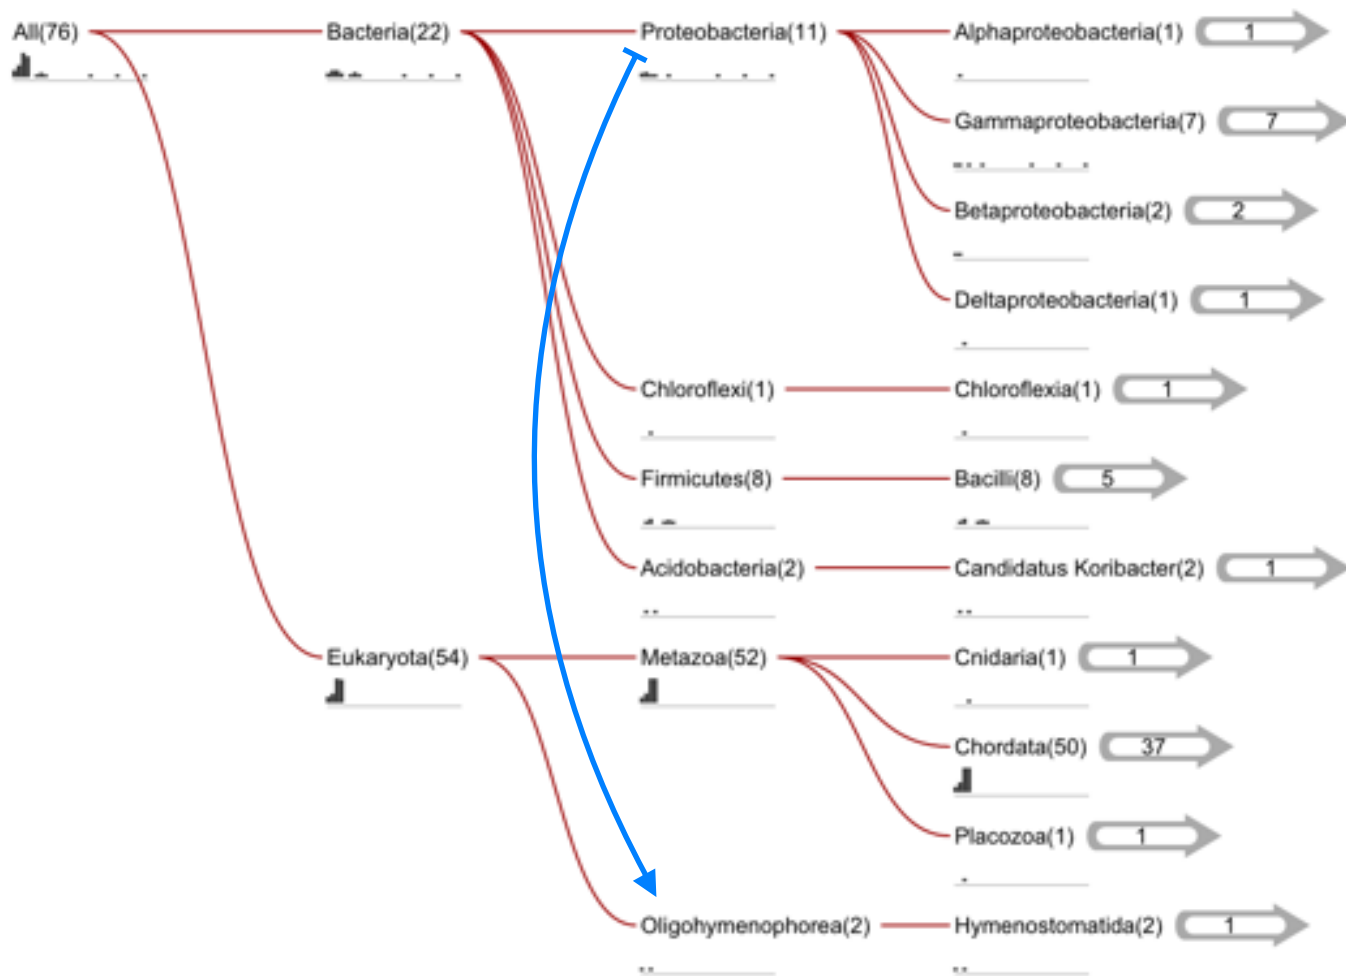 All(76) Bacteria(22) Proteobacteria(11) Alphaproteobacteria(1) 1
Gammaproteobacteria(7) 7
Betaproteobacteria(2) 2
Deltaproteobacteria(1) 1
Chloroflexi(1) Chloroflexia(1) 1
Firmicutes(8) Bacilli(8) 5
Acidobacteria(2) Candidatus Koribacter(2) 1
Eukaryota(54) Metazoa(52) Cnidaria(1) 1
Chordata(50) 37
Placozoa(1) 1
Oligohymenophorea(2) Hymenostomatida(2) 1